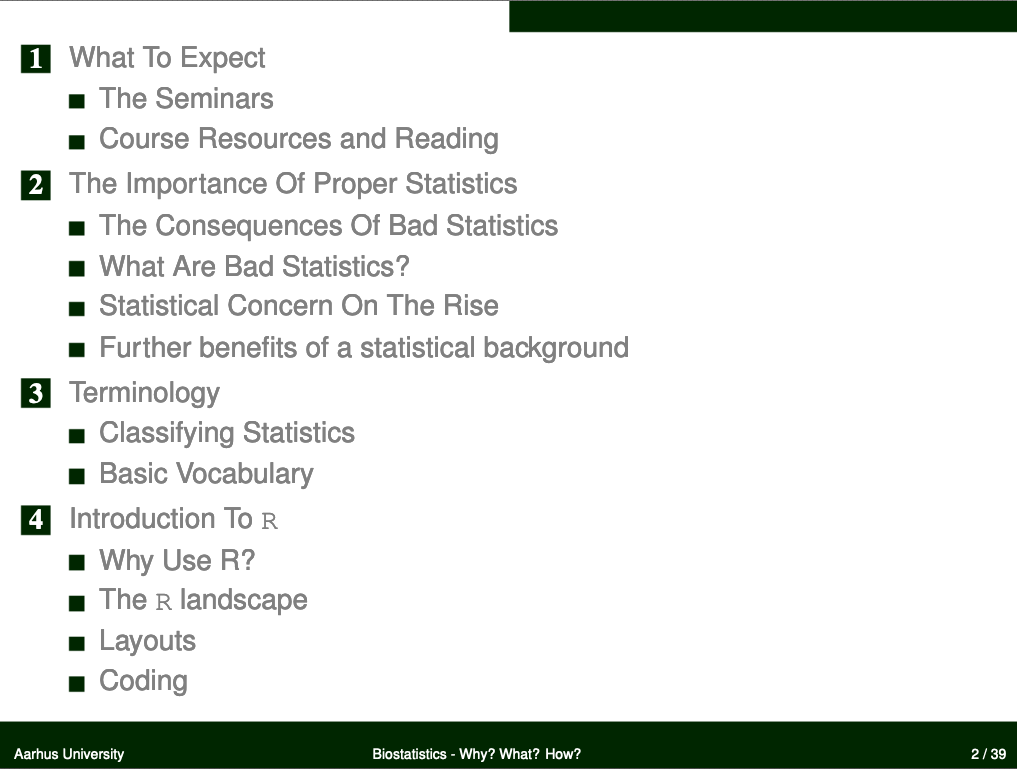 1 What To Expect
The Seminars
Course Resources and Reading
2 The Importance Of Proper Statistics
The Consequences Of Bad Statistics
What Are Bad Statistics?
Statistical Concern On The Rise
Further benefits of a statistical background
3 Terminology
Classifying Statistics
Basic Vocabulary
4 Introduction To R
Why Use R?
The R landscape
Layouts
Coding
Aarhus University Biostatistics - Why? What? How? 2 / 39